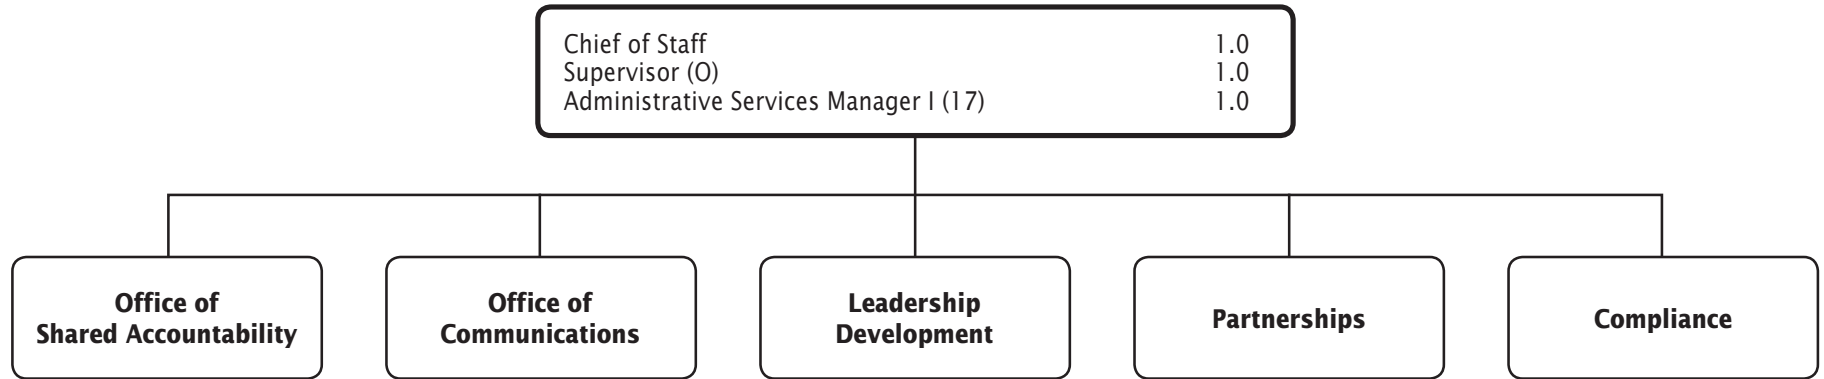 Chief of Staff 1.0
Supervisor (O) 1.0
Administrative Services Manager I (17) 1.0
Office of
Shared Accountability
Office of
Communications
Leadership
Development
Partnerships
Compliance